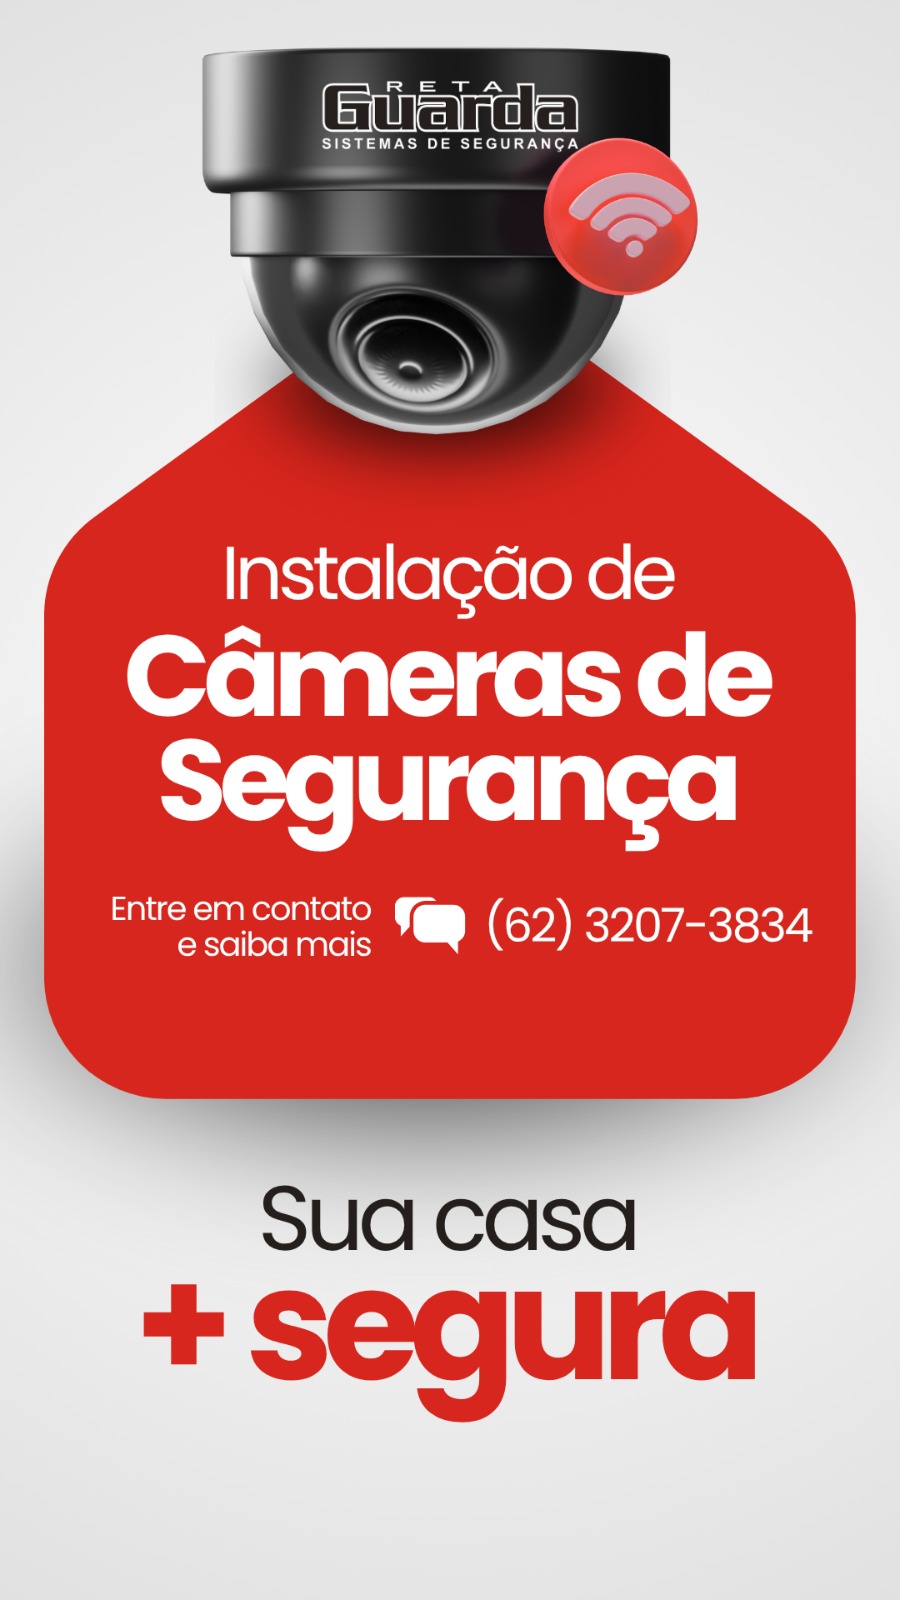 RETA
Guarda
SISTEMAS DE SEGURANÇA
Instalação de
Câmeras de
Segurança
Entre em contato
e saiba mais
(62) 3207-3834
Sua casa
+ segura